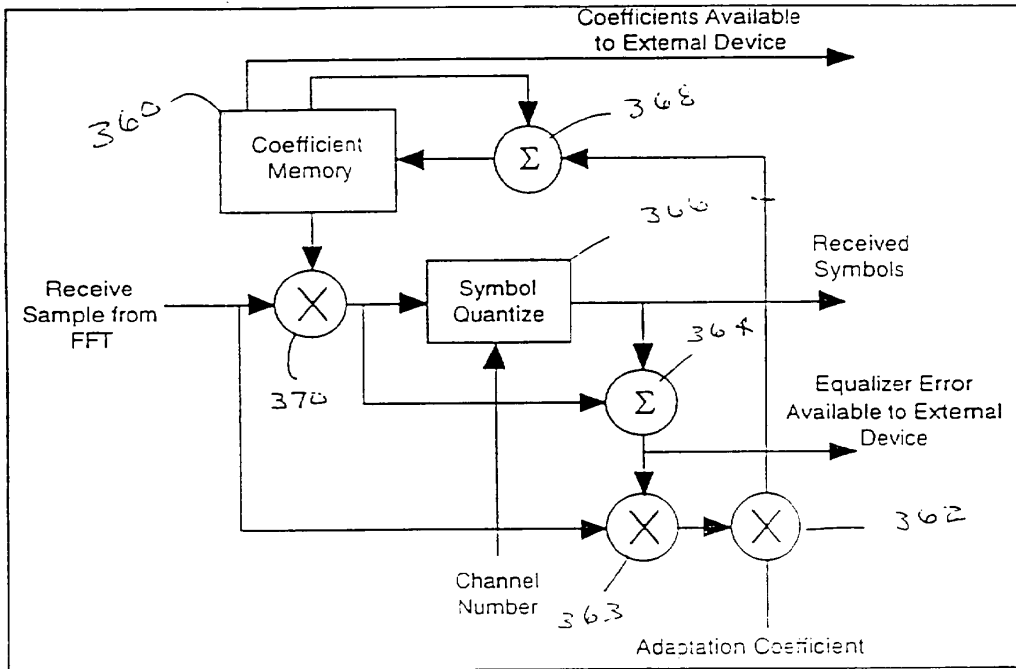 Coefficients Available
to External Device
360
368
Coefficient
Memory
Σ
366
Received
Symbols
Receive
Sample from
FFT
Symbol
Quantize
364
370
Σ
Equalizer Error
Available to External
Device
362
Channel
Number
363
Adaptation Coefficient